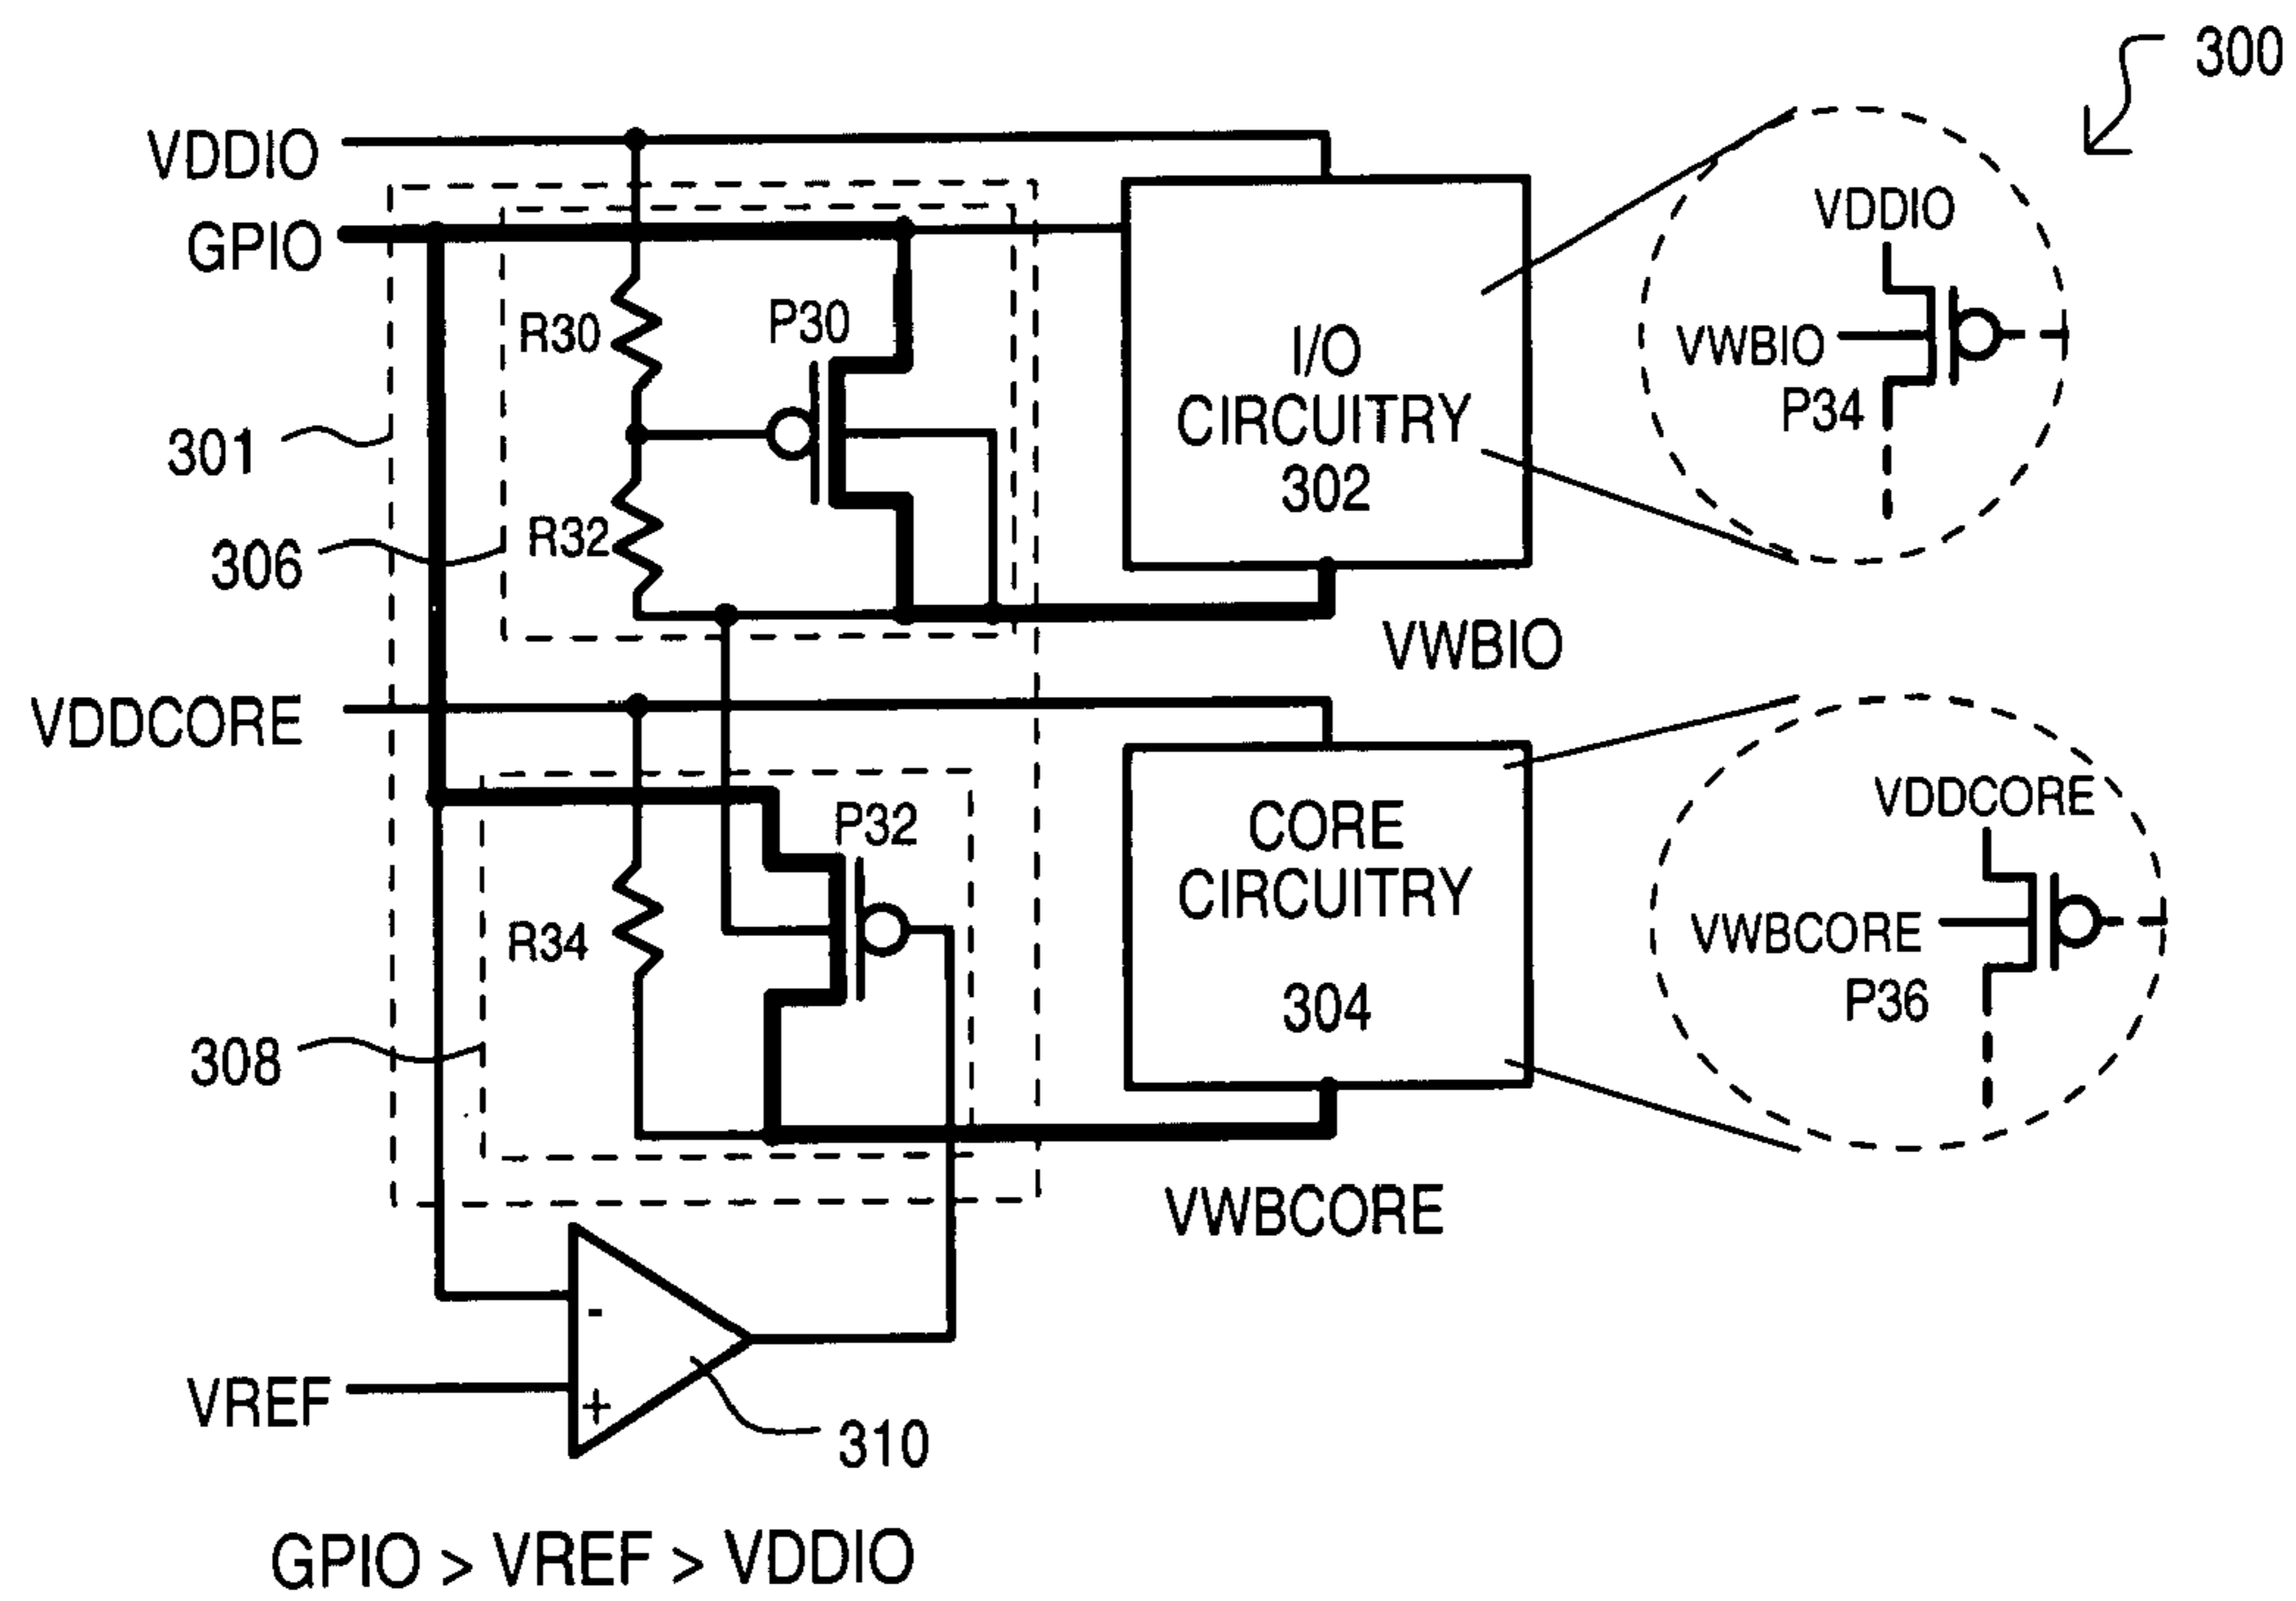 300
VDDIO
GPIO
R30
P30
301
306
R32
I/O
CIRCUITRY
302
VDDIO
VWBIO
P34
VWBIO
VDDCORE
P32
R34
308
CORE
CIRCUITRY
304
VDDCORE
VWBCORE
P36
VWBCORE
-
VREF
+
310
GPIO > VREF > VDDIO